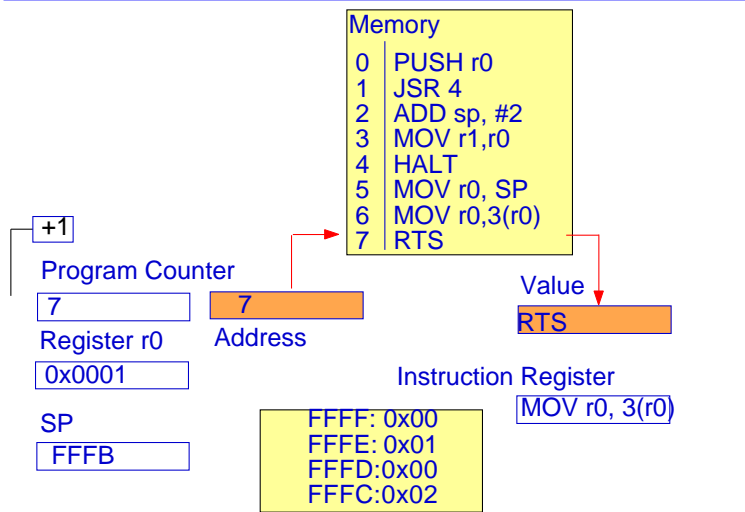 Memory
0 PUSH r0
1 JSR 4
2 ADD sp, #2
3 MOV r1,r0
4 HALT
5 MOV r0, SP
6 MOV r0,3(r0)
7 RTS
+1
Program Counter
7
7
Value
RTS
Register r0
Address
0x0001
Instruction Register
MOV r0, 3(r0)
SP
FFFB
FFFF: 0x00
FFFE: 0x01
FFFD:0x00
FFFC:0x02